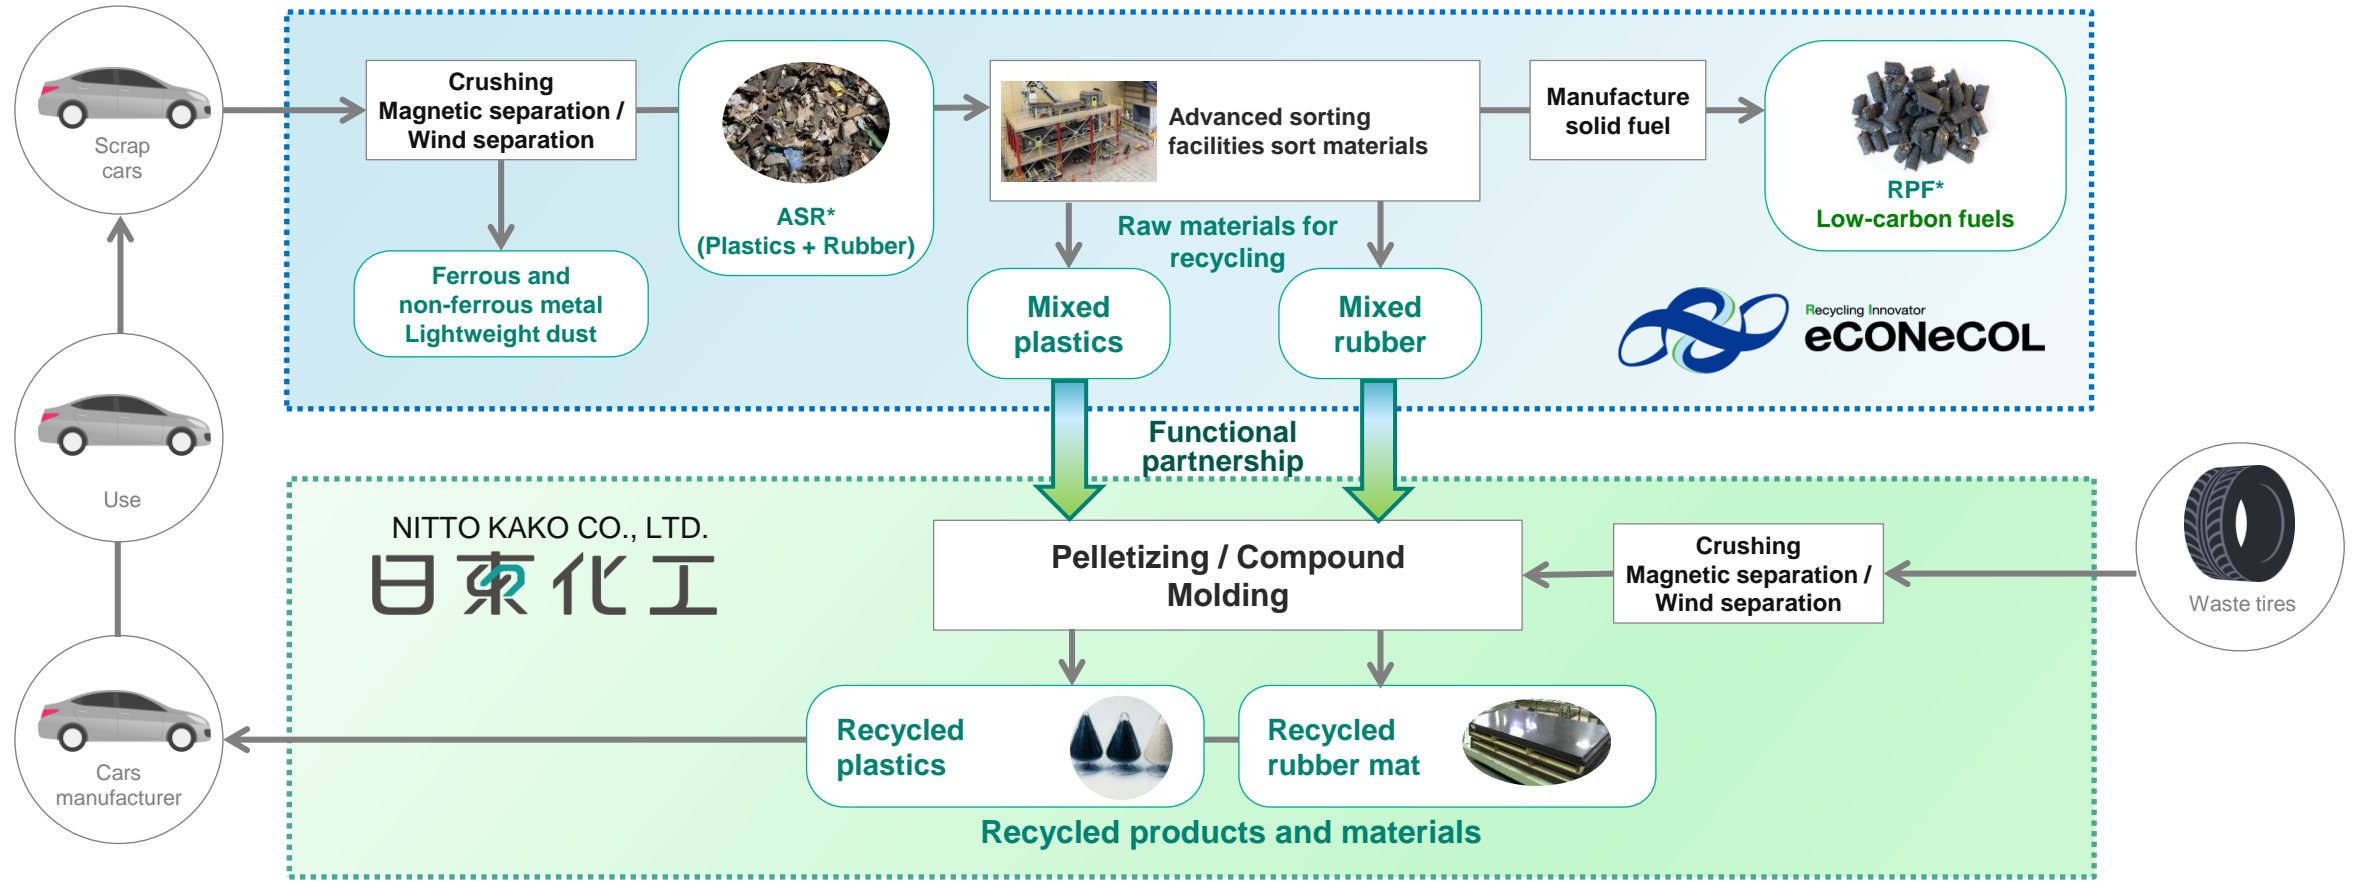 Scrap
cars
Crushing
Magnetic separation /
Wind separation
ASR*
(Plastics + Rubber)
Advanced sorting
facilities sort materials
Manufacture
solid fuel
RPF*
Low-carbon fuels
Ferrous and
non-ferrous metal
Lightweight dust
Raw materials for
recycling
Mixed
plastics
Mixed
rubber
Recycling Innovator
eCONeCOL
Use
Functional
partnership
NITTO KAKO CO., LTD.
日東化工
Pelletizing / Compound
Molding
Crushing
Magnetic separation /
Wind separation
Waste tires
Cars
manufacturer
Recycled
plastics
Recycled
rubber mat
Recycled products and materials